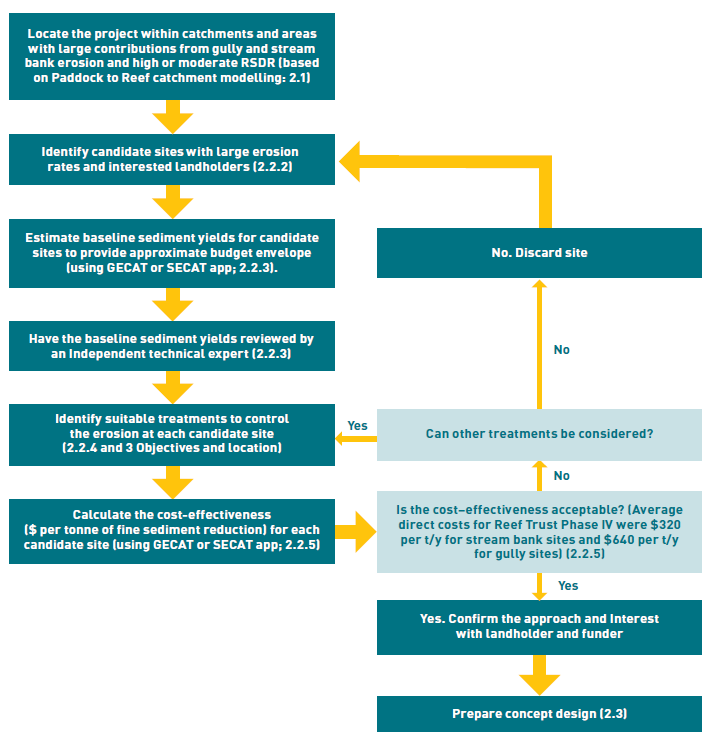 Locate the project within catchments and areas
with large contributions from gully and stream
bank erosion and high or moderate RSDR (based
on Paddock to Reef catchment modelling: 2.1)
Identify candidate sites with large erosion
rates and interested landholders (2.2.2)
Estimate baseline sediment yields for candidate
sites to provide approximate budget envelope
(using GECAT or SECAT app; 2.2.3).
Have the baseline sediment yields reviewed by
an Independent technical expert (2.2.3)
Identify suitable treatments to control
the erosion at each candidate site
(2.2.4 and 3 Objectives and location)
Calculate the cost-effectiveness
($ per tonne of fine sediment reduction) for each
candidate site (using GECAT or SECAT app; 2.2.5)
Is the cost-effectiveness acceptable? (Average
direct costs for Reef Trust Phase IV were $320
per t/y for stream bank sites and $640 per t/y
for gully sites) (2.2.5)
No
Can other treatments be considered?
Yes
No
No. Discard site
Yes
Yes. Confirm the approach and Interest
with landholder and funder
Prepare concept design (2.3)